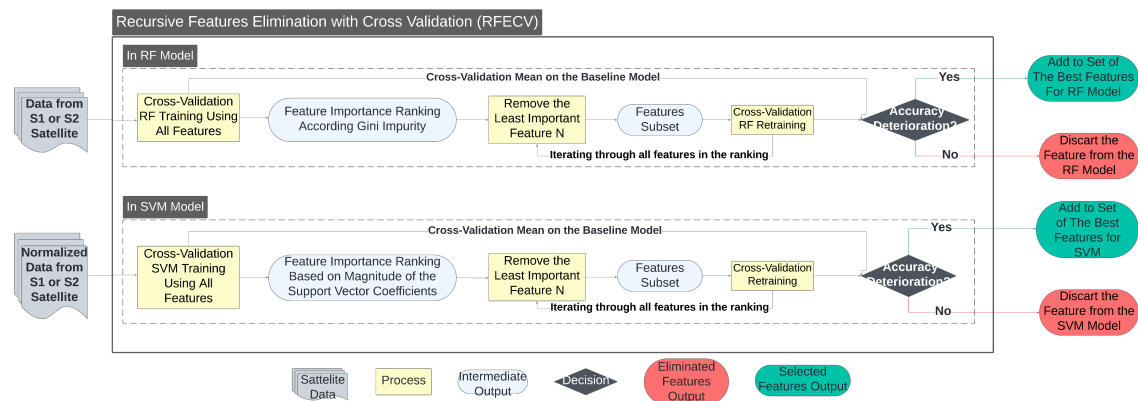 Recursive Features Elimination with Cross Validation (RFECV)
In RF Model
Cross-Validation Mean on the Baseline Model
Data from
S1 or S2
Satellite
Cross-Validation
RF Training Using
All Features
Feature Importance Ranking
According Gini Impurity
Remove the
Least Important
Feature N
Features
Subset
Cross-Validation
RF Retraining
Iterating through all features in the ranking
Accuracy
Deterioration?
Yes
No
Add to Set of
The Best Features
For RF Model
Discart the
Feature from the
RF Model
In SVM Model
Cross-Validation Mean on the Baseline Model
Normalized
Data from
S1 or S2
Satellite
Cross-Validation
SVM Training
Using All
Features
Feature Importance Ranking
Based on Magnitude of the
Support Vector Coefficients
Remove the
Least Important
Feature N
Features
Subset
Cross-Validation
Retraining
Iterating through all features in the ranking
Accuracy
Deterioration?
Yes
No
Add to Set
of The Best
Features for
SVM
Discart the
Feature from the
SVM Model
Sattelite
Data
Process
Intermediate
Output
Decision
Eliminated
Features
Output
Selected
Features Output